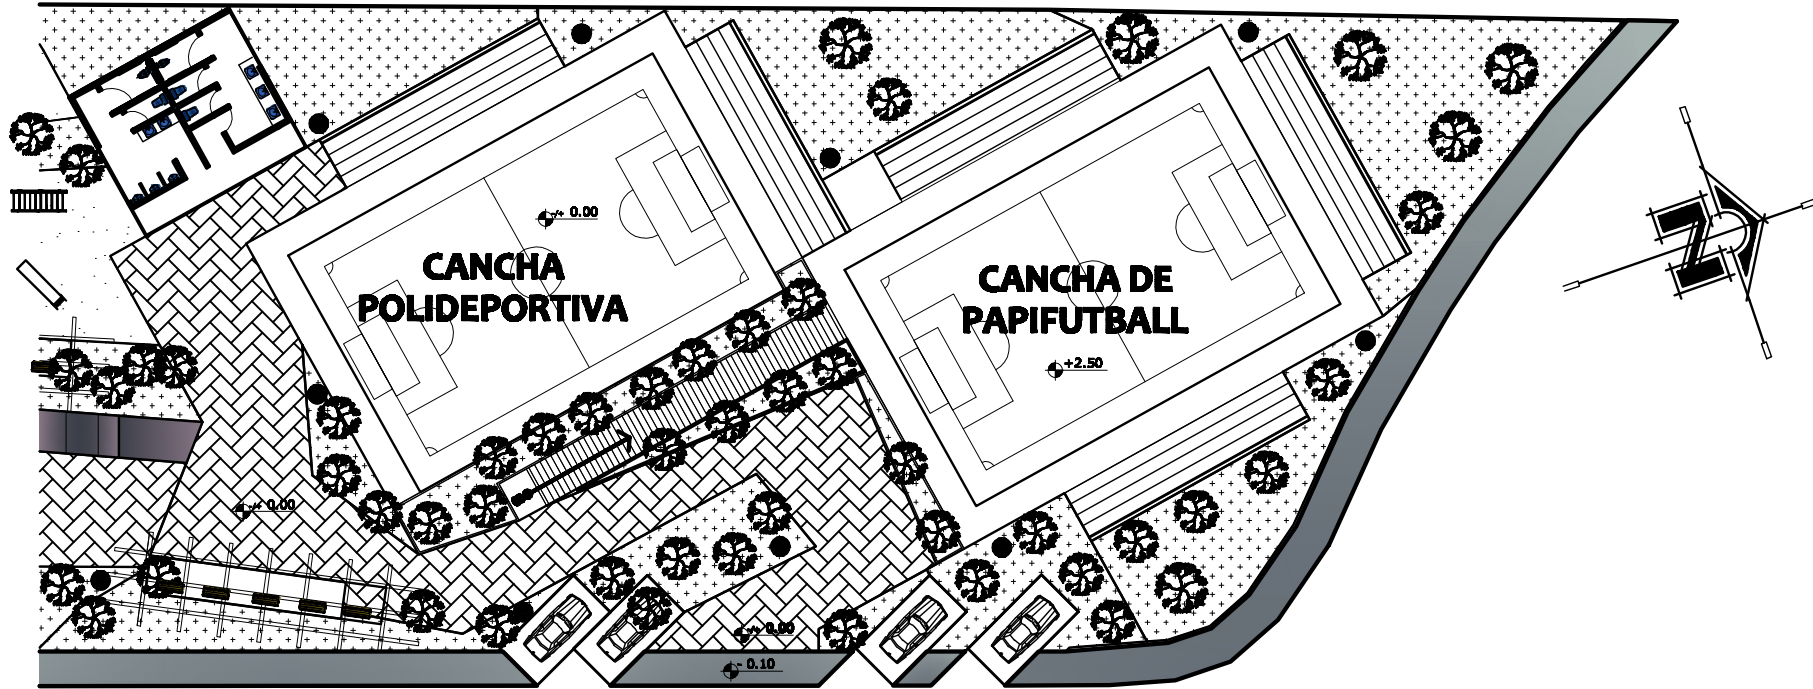 -/+ 0.00
CANCHA
POLIDEPORTIVA
CANCHA DE
PAPIFUTBALL
+2.50
-/+ 0.00
-/+ 0.00
- 0.10